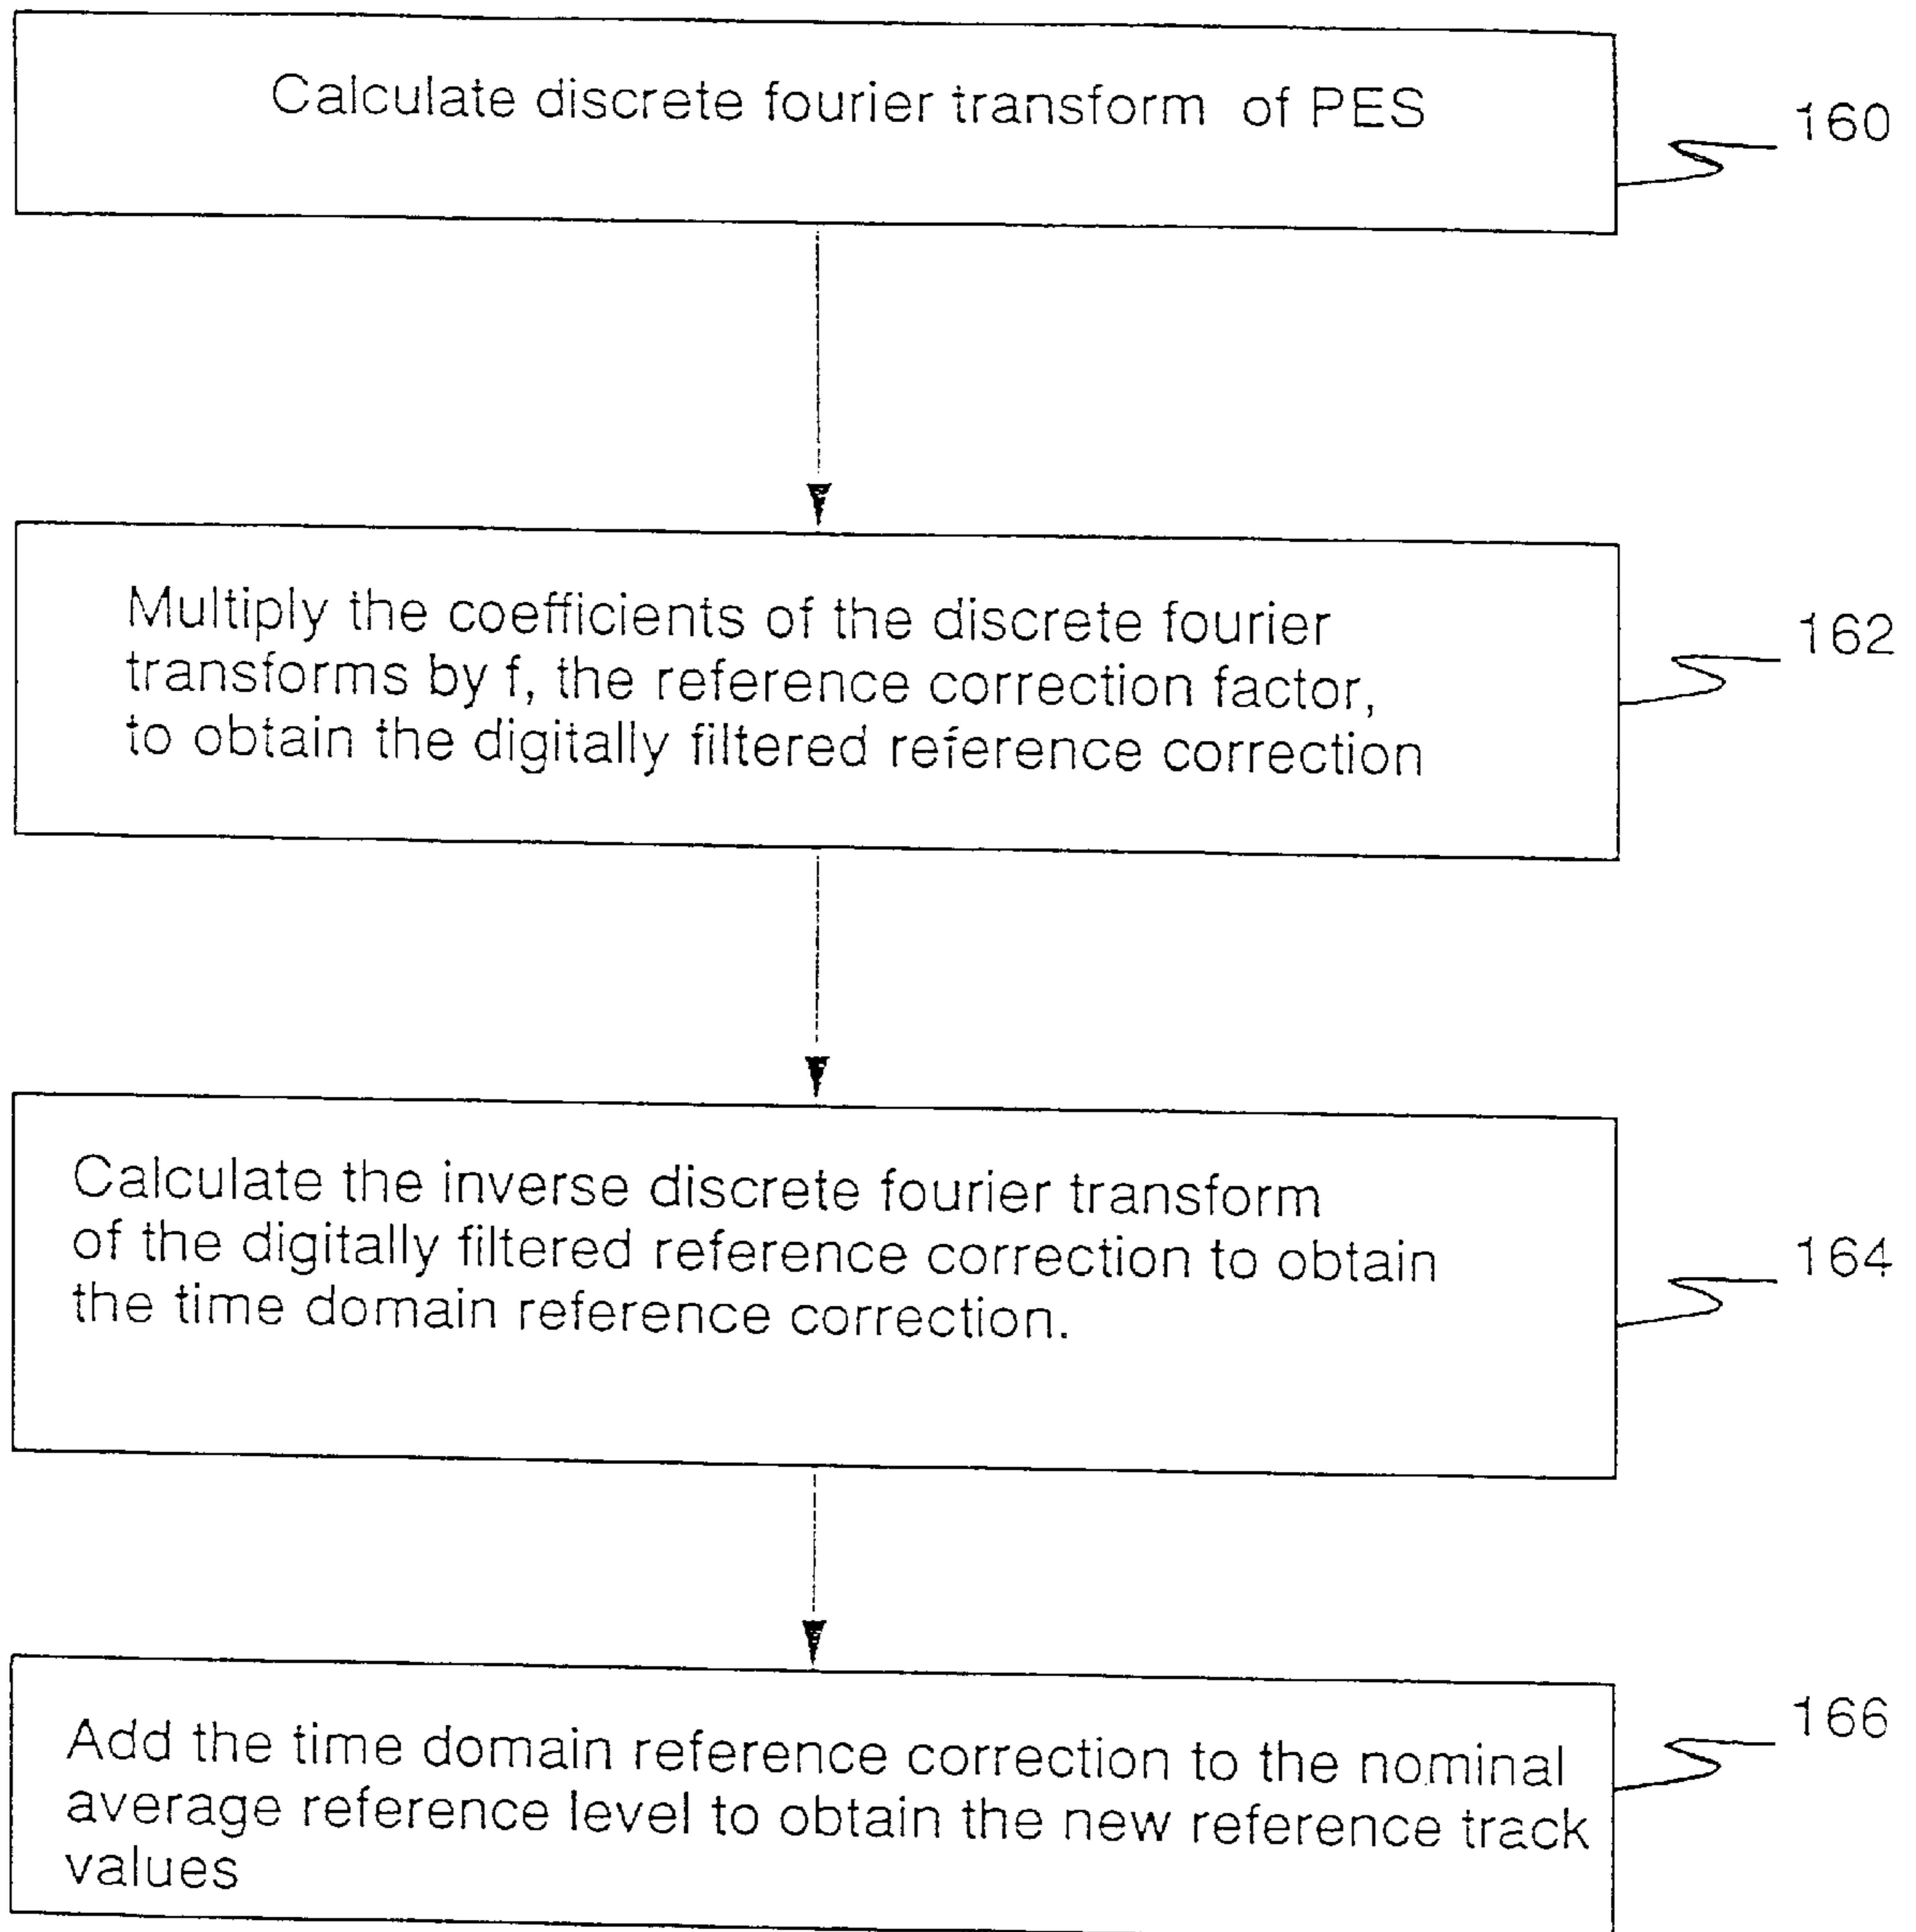 Calculate discrete fourier transform of PES
160
Multiply the coefficients of the discrete fourier
transforms by f, the reference correction factor,
to obtain the digitally filtered reference correction
162
Calculate the inverse discrete fourier transform
of the digitally filtered reference correction to obtain
the time domain reference correction.
164
Add the time domain reference correction to the nominal
average reference level to obtain the new reference track
values
166